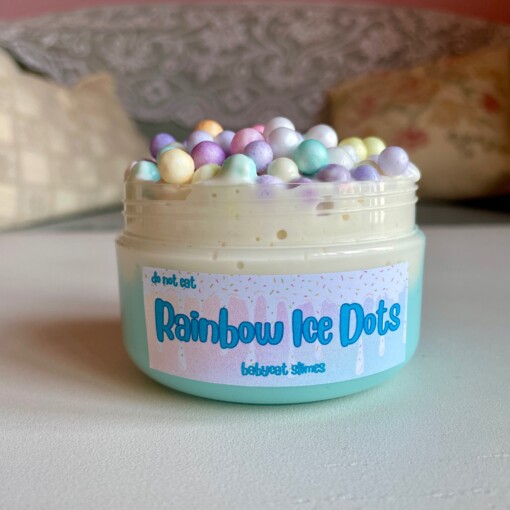 do not eat
Rainbow Ice Dots
babycat slimes